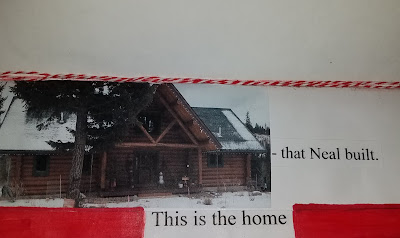 - that Neal built.
This is the home